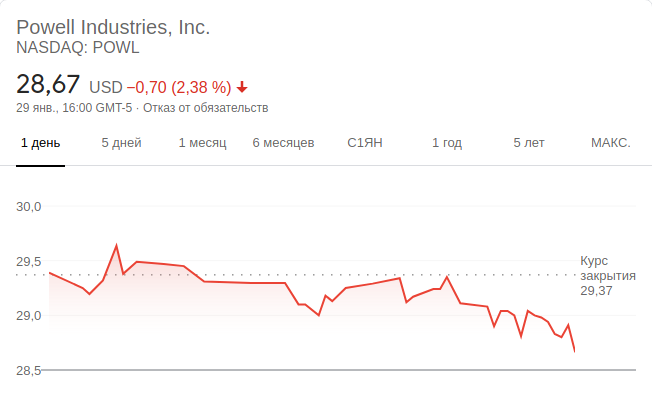 Powell Industries, Inc.
NASDAQ: POWL
28,67 USD −0,70 (2,38 %)
29 янв., 16:00 GMT-5 · Отказ от обязательств
1 день 5 дней 1 месяц 6 месяцев С1ЯН 1 год 5 лет МАКС.
30,0
29,5
29,0
28,5
Курс
закрытия
29,37